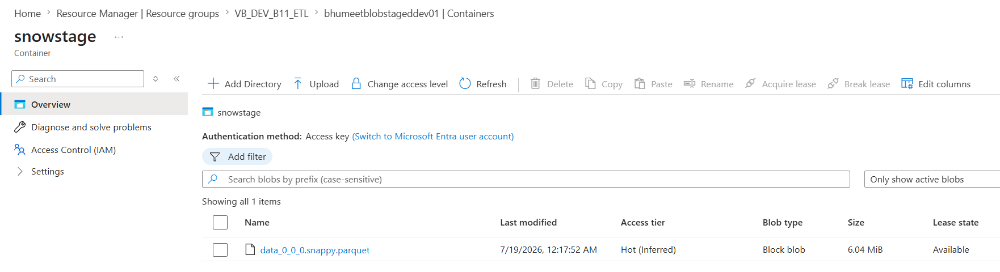 Home > Resource Manager | Resource groups > VB_DEV_B11_ETL > bhumeetblobstageddev01 | Containers
snowstage ...
Container
Search
Add Directory Upload Change access level Refresh Delete Copy Paste Rename Acquire lease Break lease Edit columns
Overview
Diagnose and solve problems
Access Control (IAM)
Settings
snowstage
Authentication method: Access key (Switch to Microsoft Entra user account)
Add filter
Search blobs by prefix (case-sensitive) Only show active blobs
Showing all 1 items
Name Last modified Access tier Blob type Size Lease state
data_0_0_0.snappy.parquet 7/19/2026, 12:17:52 AM Hot (Inferred) Block blob 6.04 MiB Available